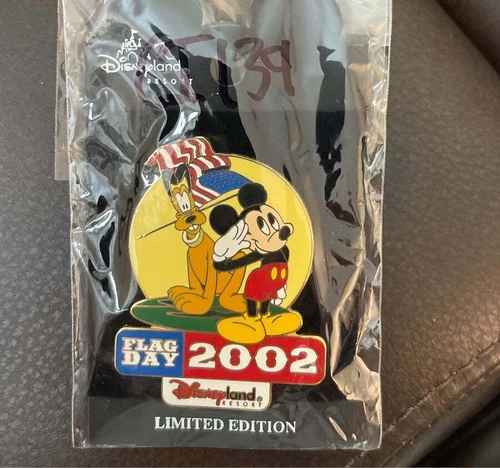 Disneyland
RESORT
FLAG
DAY
2002
Disneyland
RESORT
LIMITED EDITION